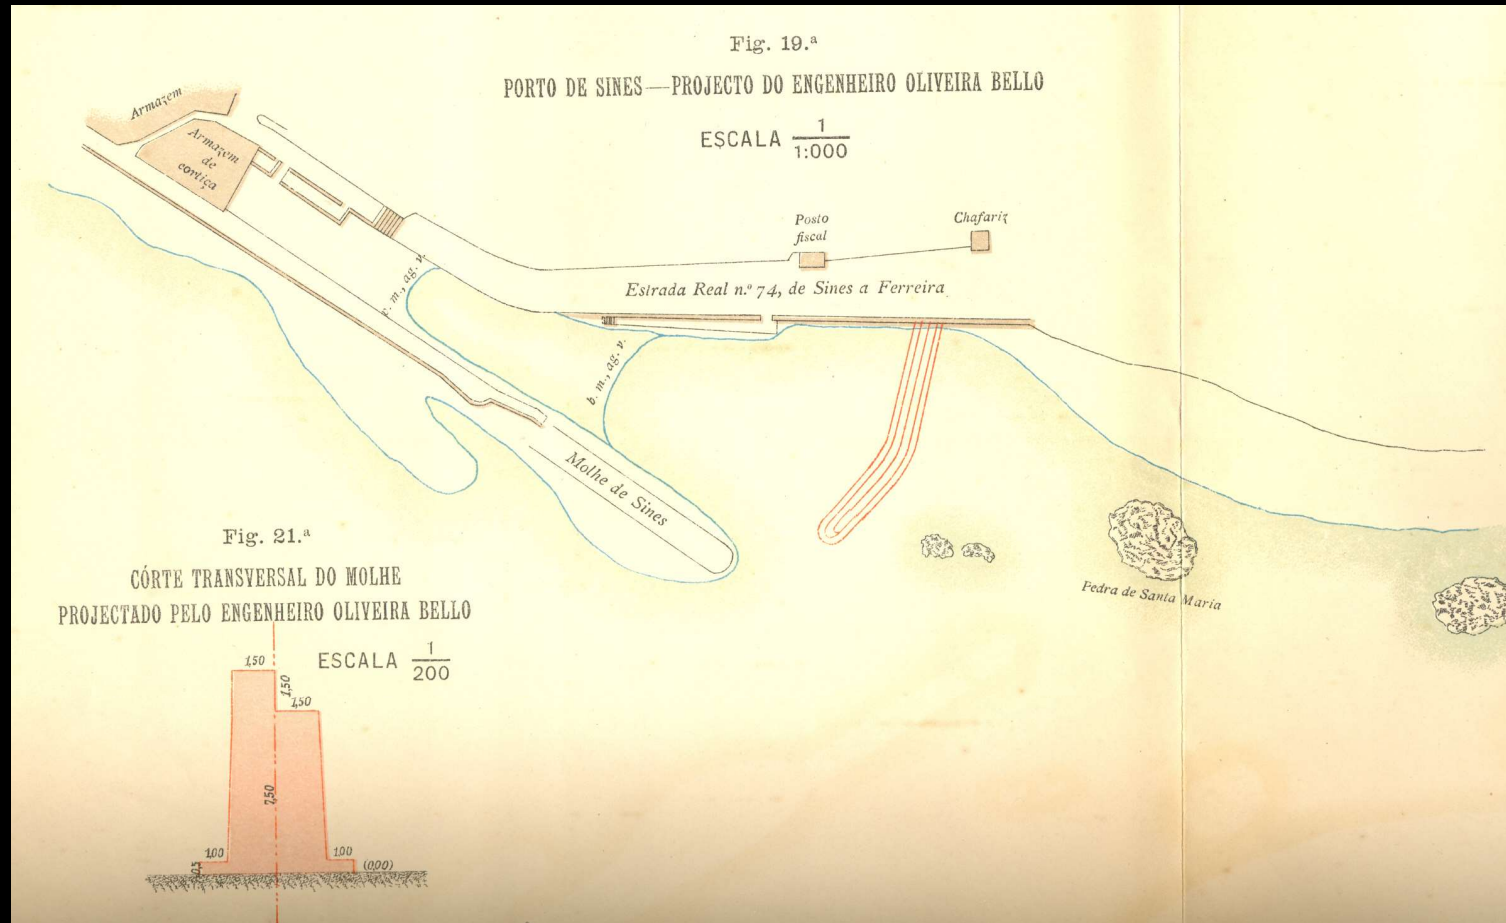 Fig. 19.ª
PORTO DE SINES—PROJECTO DO ENGENHEIRO OLIVEIRA BELLO
ESCALA 1
1:000
Armazem
Armazem
de
cortiça
Posto
fiscal
Chafariz
v. m., ag. v.
Estrada Real n.º 74, de Sines a Ferreira
b. m., ag. v.
Molhe de Sines
Pedra de Santa Maria
Fig. 21.ª
CÓRTE TRANSVERSAL DO MOLHE
PROJECTADO PELO ENGENHEIRO OLIVEIRA BELLO
ESCALA 1
200
1,50
1,50
1,50
7,50
1,00
1,00
(0,00)